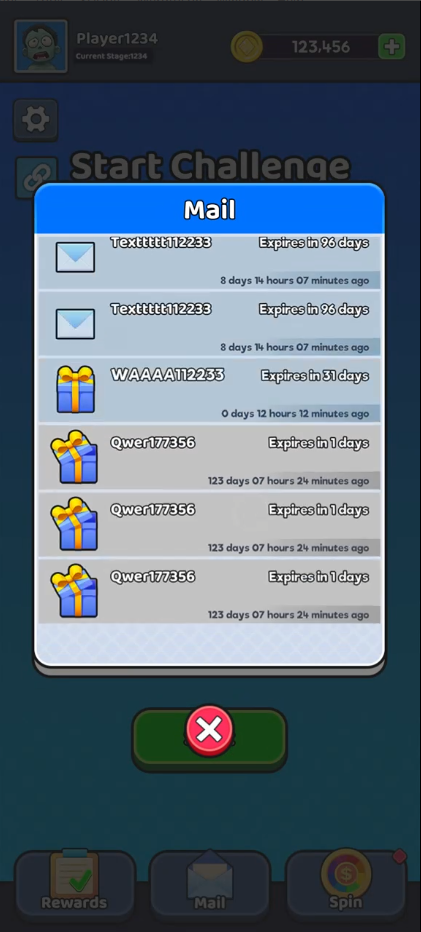 Player1234
Current Stage:1234
123,456
Start Challenge
Mail
Texttttt112233
Expires in 96 days
8 days 14 hours 07 minutes ago
Texttttt112233
Expires in 96 days
8 days 14 hours 07 minutes ago
WAAAA112233
Expires in 31 days
0 days 12 hours 12 minutes ago
Qwer177356
Expires in 1 days
123 days 07 hours 24 minutes ago
Qwer177356
Expires in 1 days
123 days 07 hours 24 minutes ago
Qwer177356
Expires in 1 days
123 days 07 hours 24 minutes ago
Rewards
Mail
Spin